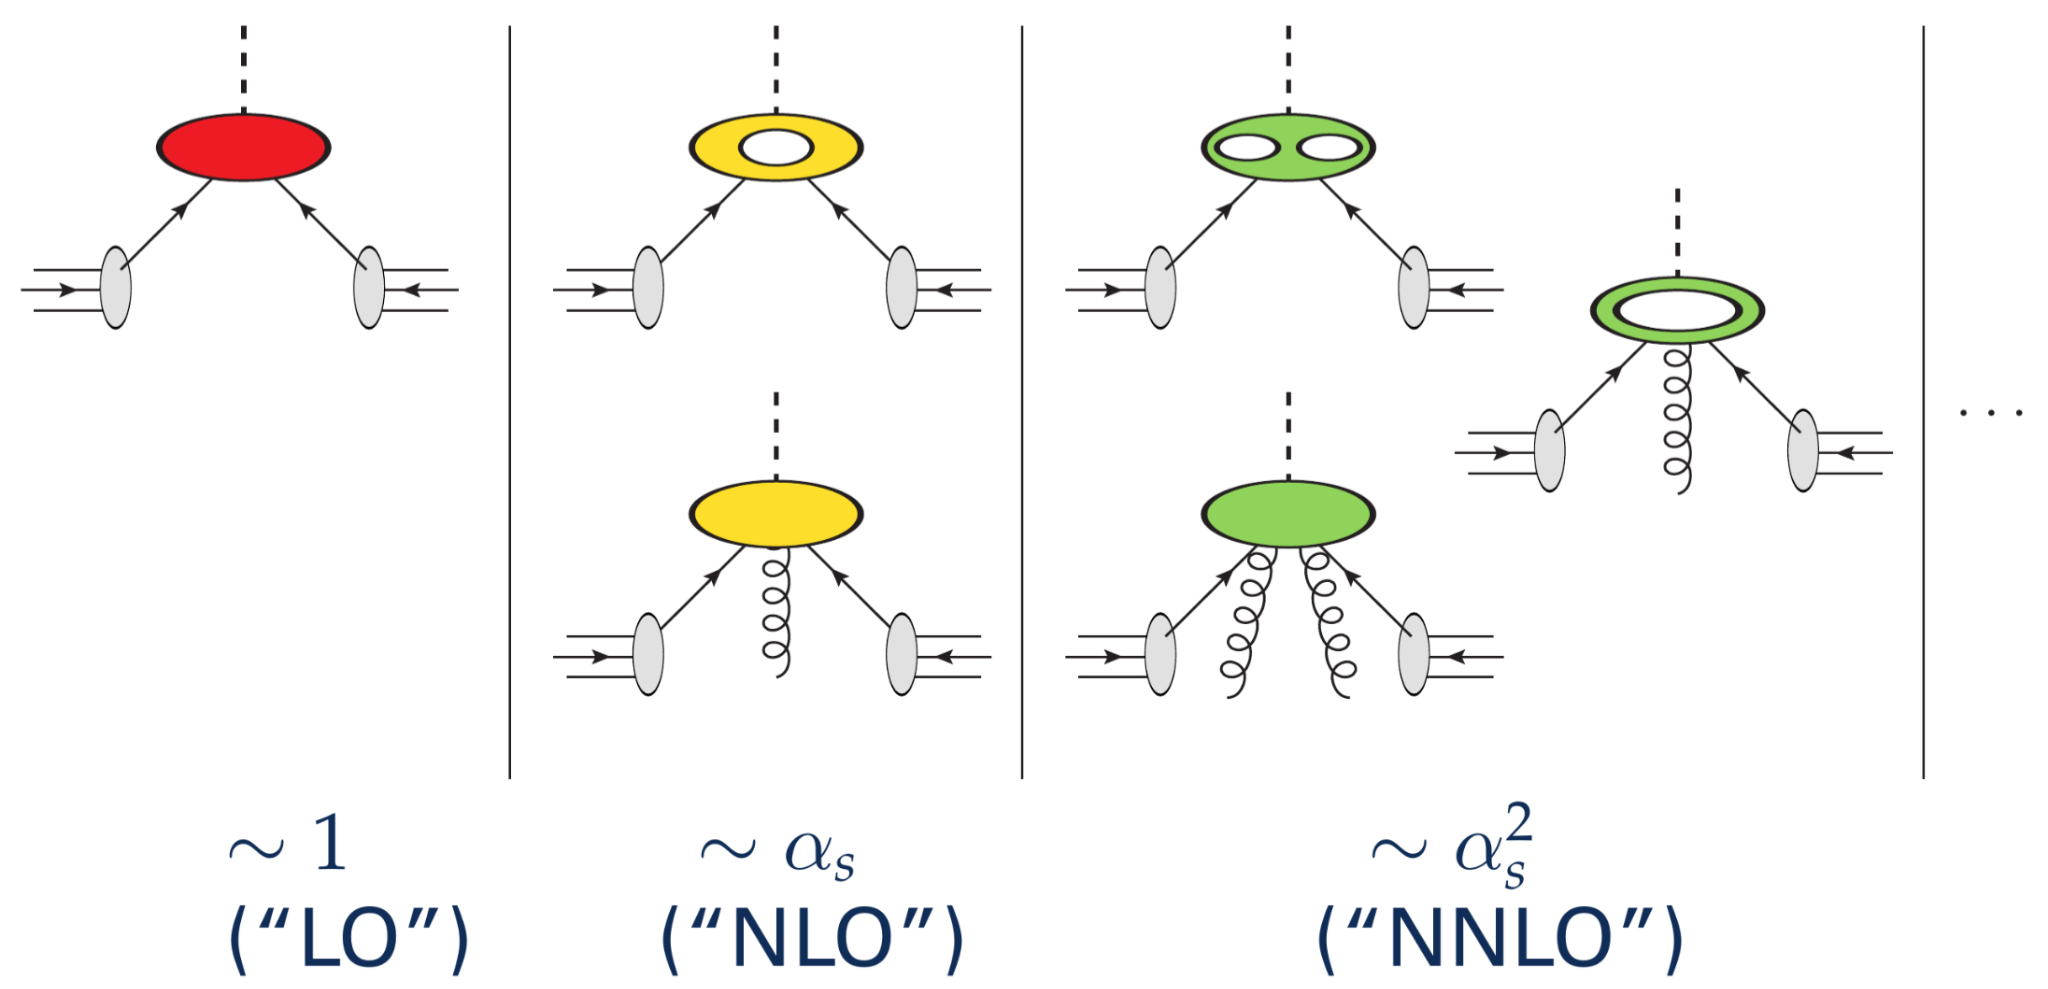 . . .
∼ 1
∼ αₛ
∼ αₛ²
(“LO”)
(“NLO”)
(“NNLO”)